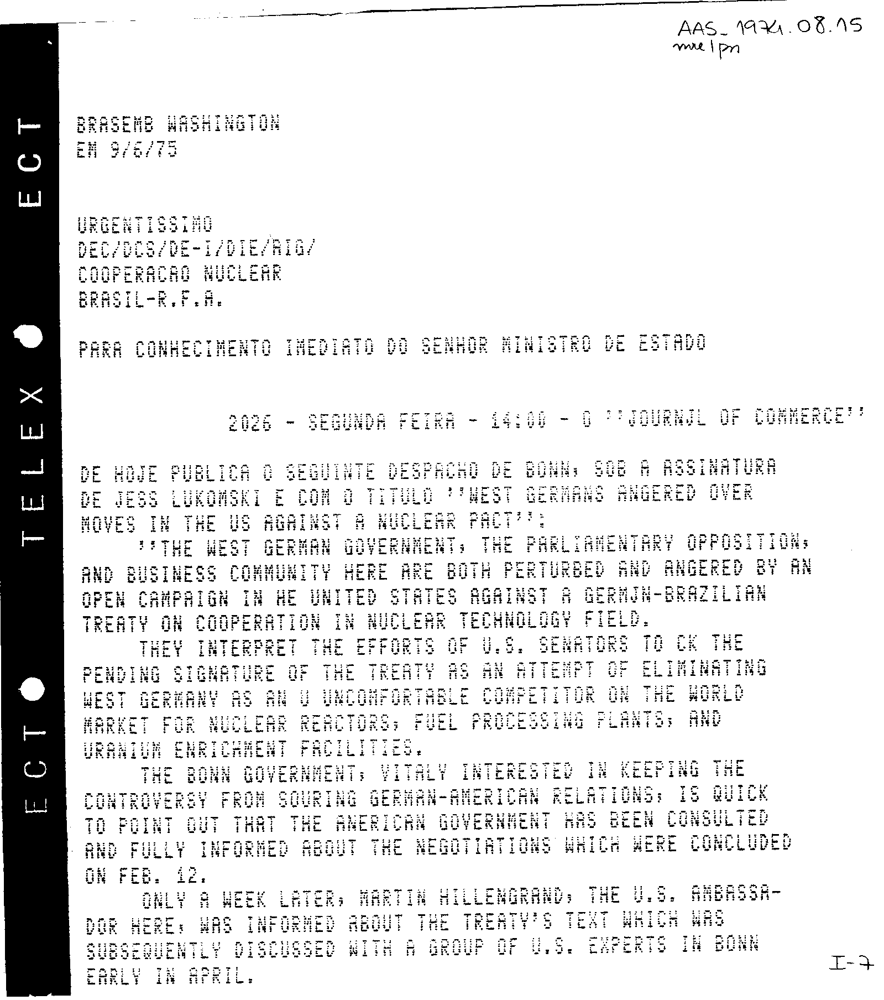 AAS_1974.08.15
mre/pn
ECT TELEX ECT
BRASEMB WASHINGTON
EM 9/6/75
URGENTISSIMO
DEC/DCS/DE-I/DIE/AIG/
COOPERACAO NUCLEAR
BRASIL-R.F.A.
PARA CONHECIMENTO IMEDIATO DO SENHOR MINISTRO DE ESTADO
2026 - SEGUNDA FEIRA - 14:00 - O ''JOURNJL OF COMMERCE''
DE HOJE PUBLICA O SEGUINTE DESPACHO DE BONN, SOB A ASSINATURA
DE JESS LUKOMSKI E COM O TITULO ''WEST GERMANS ANGERED OVER
MOVES IN THE US AGAINST A NUCLEAR PACT'':
''THE WEST GERMAN GOVERNMENT, THE PARLIAMENTARY OPPOSITION,
AND BUSINESS COMMUNITY HERE ARE BOTH PERTURBED AND ANGERED BY AN
OPEN CAMPAIGN IN HE UNITED STATES AGAINST A GERMJN-BRAZILIAN
TREATY ON COOPERATION IN NUCLEAR TECHNOLOGY FIELD.
THEY INTERPRET THE EFFORTS OF U.S. SENATORS TO CK THE
PENDING SIGNATURE OF THE TREATY AS AN ATTEMPT OF ELIMINATING
WEST GERMANY AS AN U UNCOMFORTABLE COMPETITOR ON THE WORLD
MARKET FOR NUCLEAR REACTORS, FUEL PROCESSING PLANTS, AND
URANIUM ENRICHMENT FACILITIES.
THE BONN GOVERNMENT, VITALY INTERESTED IN KEEPING THE
CONTROVERSY FROM SOURING GERMAN-AMERICAN RELATIONS, IS QUICK
TO POINT OUT THAT THE ANERICAN GOVERNMENT HAS BEEN CONSULTED
AND FULLY INFORMED ABOUT THE NEGOTIATIONS WHICH WERE CONCLUDED
ON FEB. 12.
ONLY A WEEK LATER, MARTIN HILLENGRAND, THE U.S. AMBASSA-
DOR HERE, WAS INFORMED ABOUT THE TREATY'S TEXT WHICH WAS
SUBSEQUENTLY DISCUSSED WITH A GROUP OF U.S. EXPERTS IN BONN
EARLY IN APRIL.
I-7